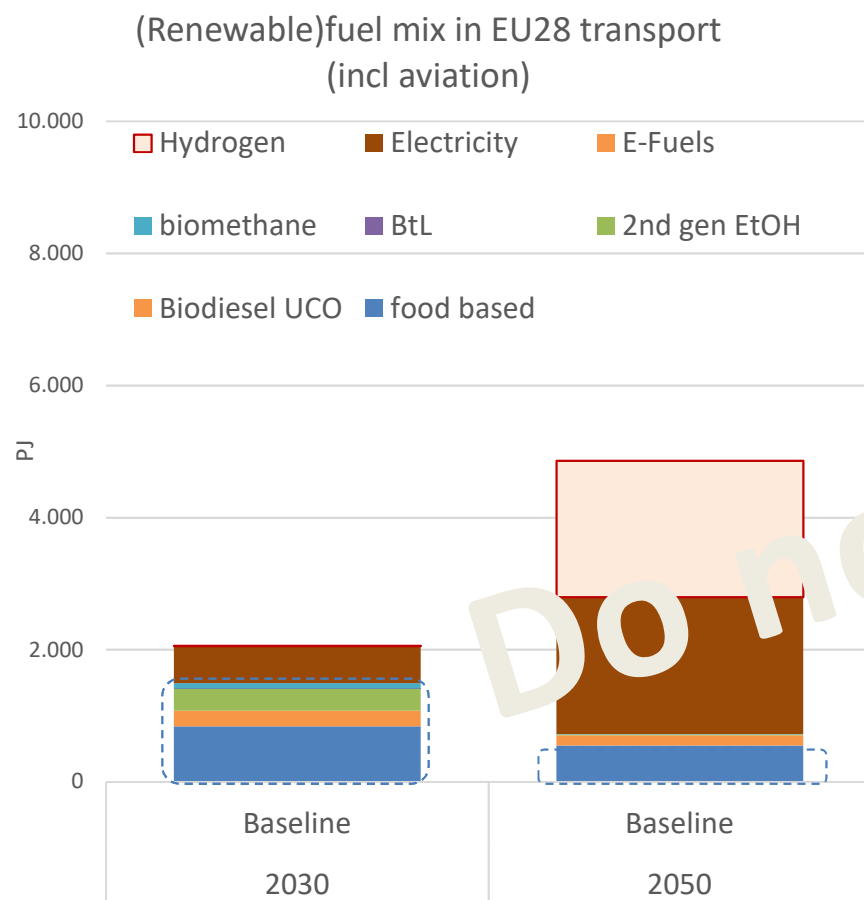 (Renewable)fuel mix in EU28 transport
(incl aviation)
10.000
Hydrogen Electricity E-Fuels
biomethane BtL 2nd gen EtOH
8.000
Biodiesel UCO food based
6.000
PJ
4.000
2.000
0
Do
Baseline Baseline
2030 2050